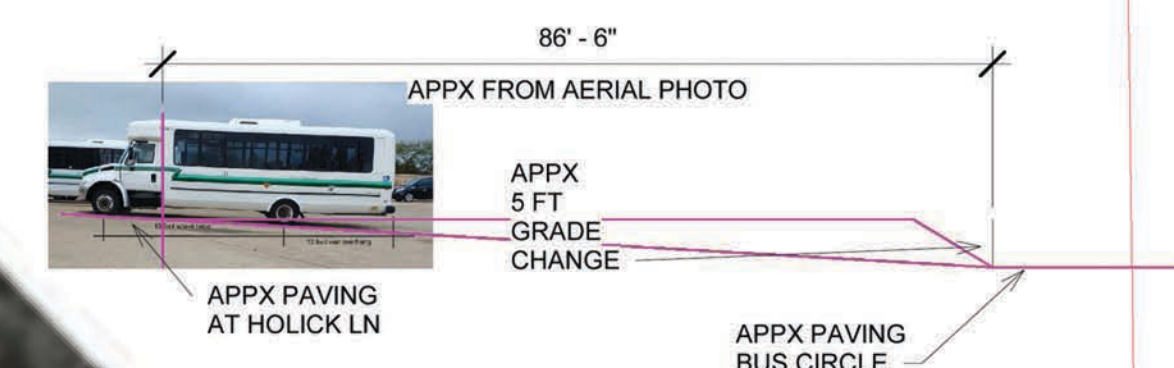 86' - 6"
APPX FROM AERIAL PHOTO
APPX
5 FT
GRADE
CHANGE
APPX PAVING
AT HOLICK LN
APPX PAVING
BUS CIRCLE